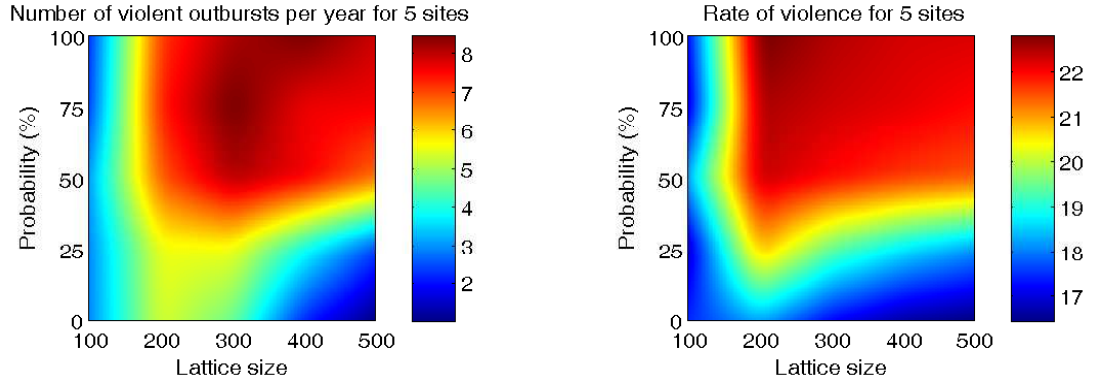 Number of violent outbursts per year for 5 sites
100
75
50
25
0
Probability (%)
100 200 300 400 500
Lattice size
8
7
6
5
4
3
2
Rate of violence for 5 sites
100
75
50
25
0
Probability (%)
100 200 300 400 500
Lattice size
22
21
20
19
18
17